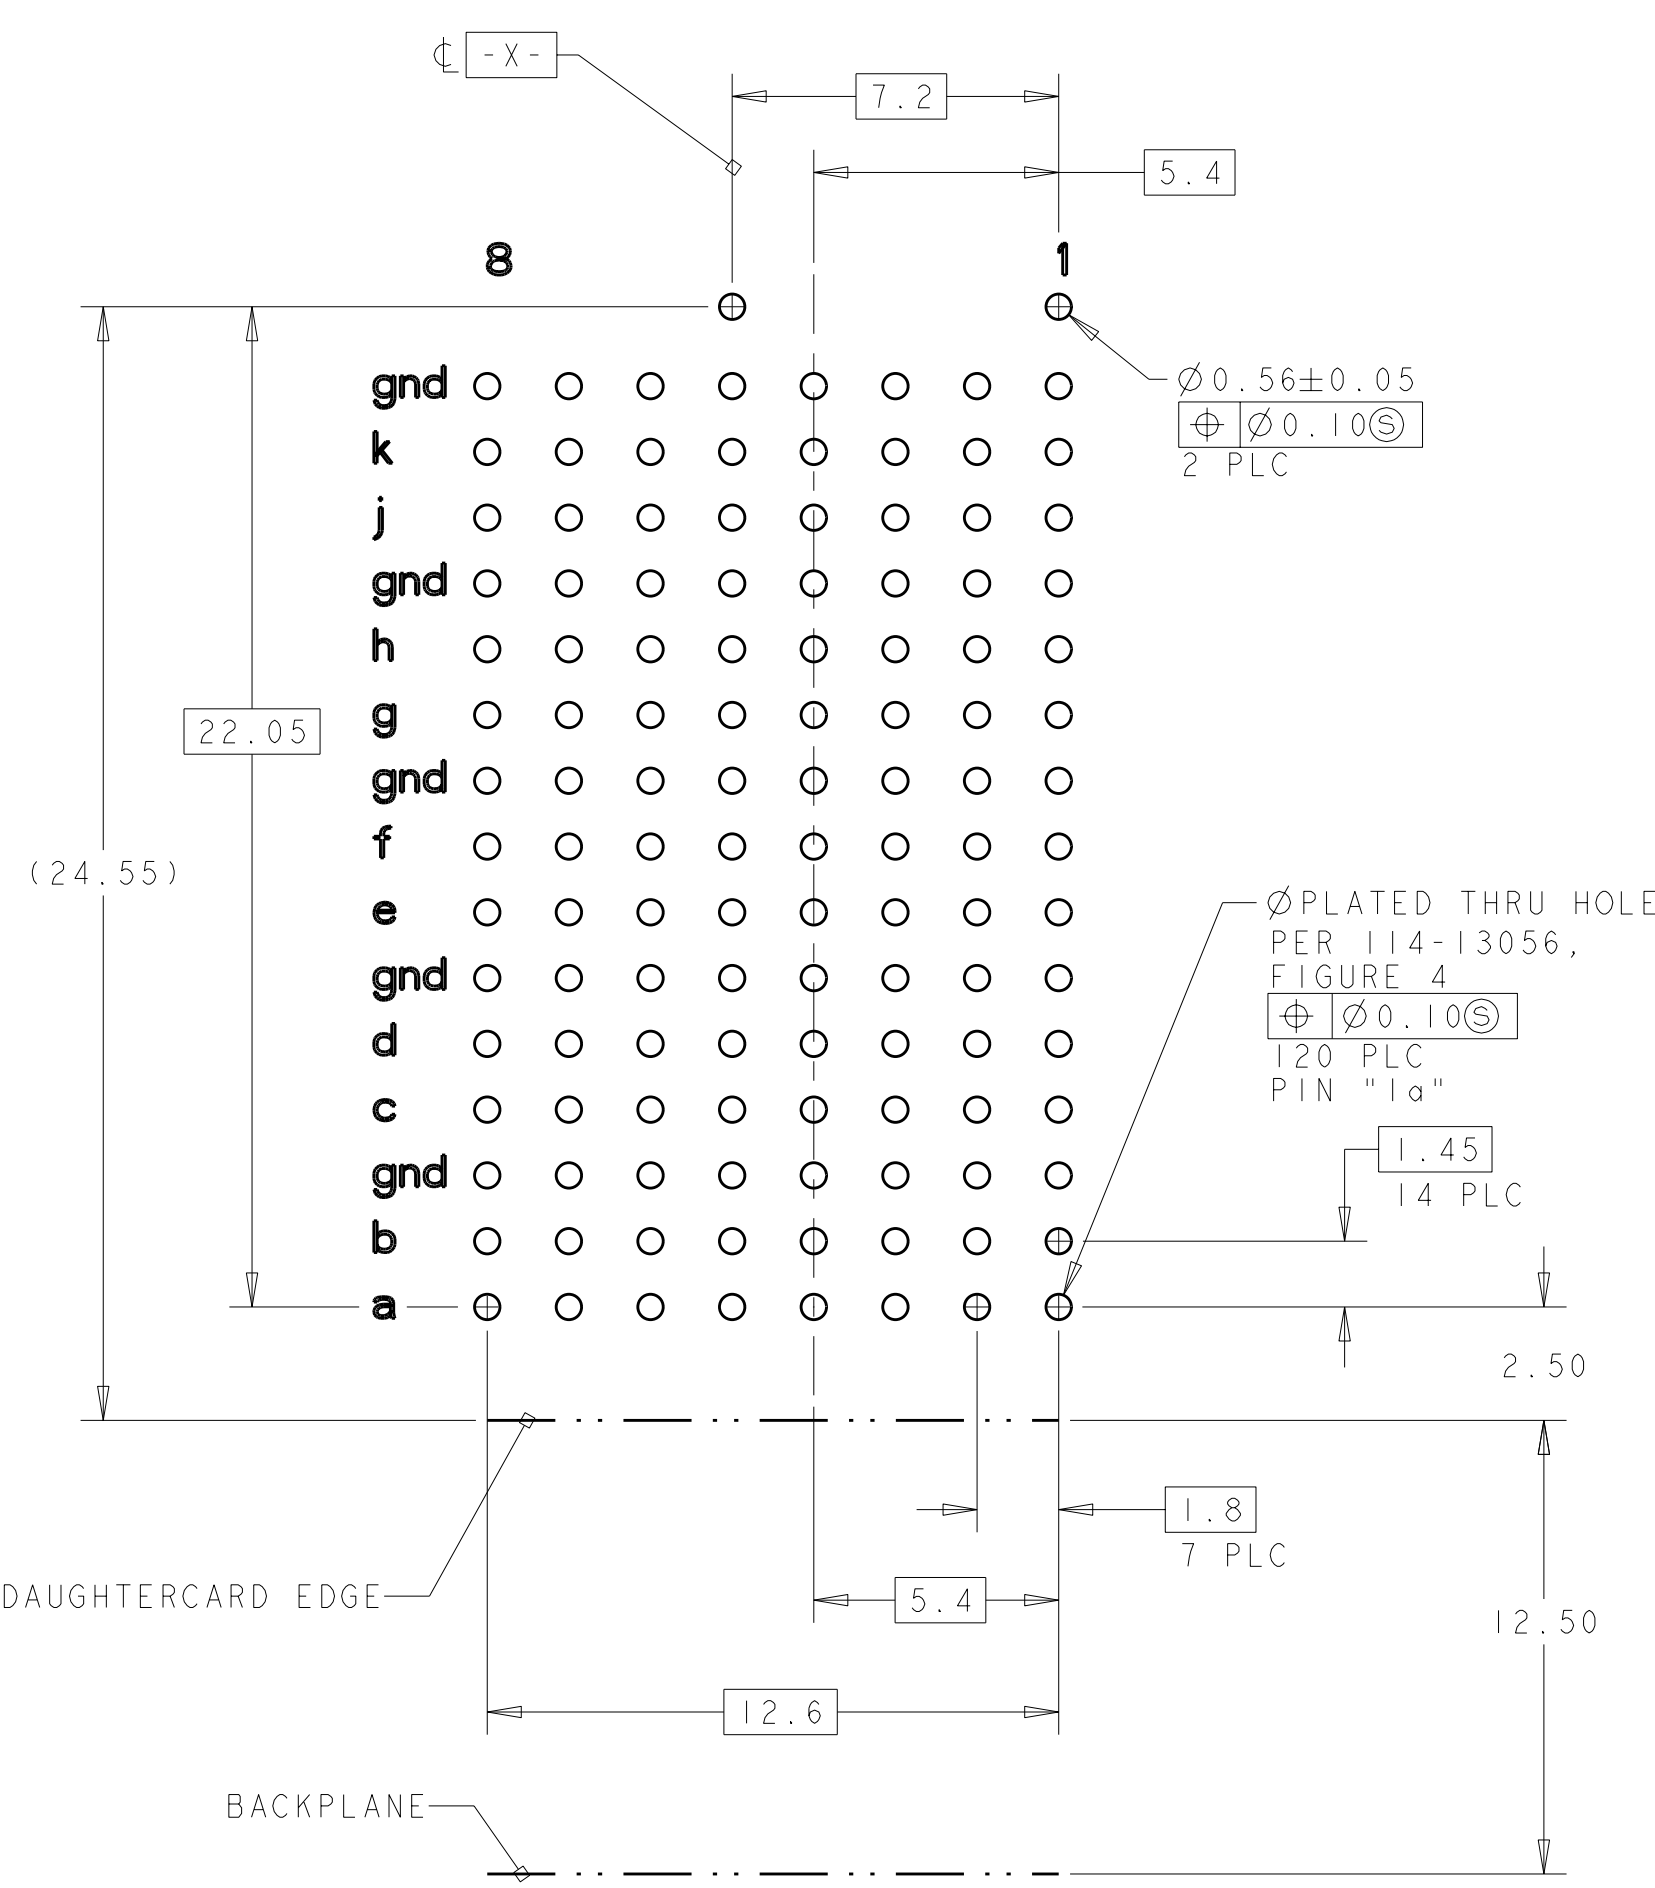 ℄ -X-
7.2
5.4
8 1
gnd
Ø0.56±0.05
⌖ Ø0.10Ⓢ
2 PLC
k
j
gnd
h
g
22.05
gnd
f
(24.55)
e
ØPLATED THRU HOLE
PER 114-13056,
FIGURE 4
⌖ Ø0.10Ⓢ
120 PLC
PIN "1a"
gnd
d
c
gnd
1.45
14 PLC
b
a
2.50
1.8
7 PLC
DAUGHTERCARD EDGE
5.4
12.50
12.6
BACKPLANE